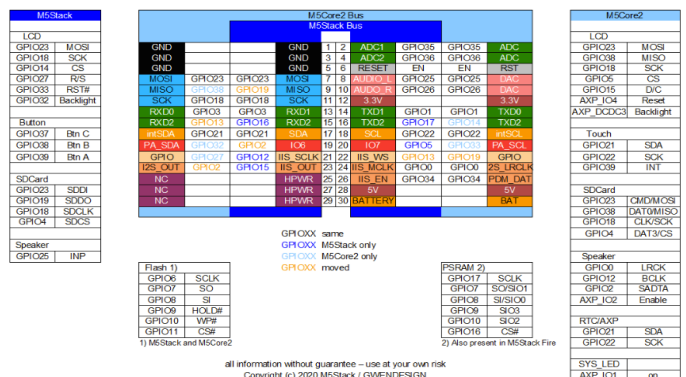 M5Stack
LCD
GPIO23 MOSI
GPIO18 SCK
GPIO14 CS
GPIO27 R/S
GPIO33 RST#
GPIO32 Backlight
Button
GPIO37 Btn C
GPIO38 Btn B
GPIO39 Btn A
SDCard
GPIO23 SDDI
GPIO19 SDDO
GPIO18 SDCLK
GPIO4 SDCS
Speaker
GPIO25 INP
M5Core2 Bus
M5Stack Bus
GND GND 1 2 ADC1 GPIO35 GPIO35 ADC
GND GND 3 4 ADC2 GPIO36 GPIO36 ADC
GND GND 5 6 RESET EN EN RST
MOSI GPIO23 GPIO23 MOSI 7 8 AUDIO_L GPIO25 GPIO25 DAC
MISO GPIO38 GPIO19 MISO 9 10 AUDIO_R GPIO26 GPIO26 DAC
SCK GPIO18 GPIO18 SCK 11 12 3.3V 3.3V
RXD0 GPIO3 GPIO3 RXD1 13 14 TXD1 GPIO1 GPIO1 TXD0
RXD2 GPIO13 GPIO16 RXD2 15 16 TXD2 GPIO17 GPIO14 TXD2
intSDA GPIO21 GPIO21 SDA 17 18 SCL GPIO22 GPIO22 intSCL
PA_SDA GPIO32 GPIO2 IO6 19 20 IO7 GPIO5 GPIO33 PA_SCL
GPIO GPIO27 GPIO12 IIS_SCLK 21 22 IIS_WS GPIO13 GPIO19 GPIO
I2S_OUT GPIO2 GPIO15 IIS_OUT 23 24 IIS_MCLK GPIO0 GPIO0 2S_LRCLK
NC HPWR 25 26 IIS_EN GPIO34 GPIO34 PDM_DAT
NC HPWR 27 28 5V 5V
NC HPWR 29 30 BATTERY BAT
GPIOXX same
GPIOXX M5Stack only
GPIOXX M5Core2 only
GPIOXX moved
Flash 1)
GPIO6 SCLK
GPIO7 SO
GPIO8 SI
GPIO9 HOLD#
GPIO10 WP#
GPIO11 CS#
1) M5Stack and M5Core2
PSRAM 2)
GPIO17 SCLK
GPIO7 SO/SIO1
GPIO8 SI/SIO0
GPIO9 SIO3
GPIO10 SIO2
GPIO16 CS#
2) Also present in M5Stack Fire
all information without guarantee – use at your own risk
Copyright (c) 2020 M5Stack / GWENDESIGN
M5Core2
LCD
GPIO23 MOSI
GPIO38 MISO
GPIO18 SCK
GPIO5 CS
GPIO15 D/C
AXP_IO4 Reset
AXP_DCDC3 Backlight
Touch
GPIO21 SDA
GPIO22 SCK
GPIO39 INT
SDCard
GPIO23 CMD/MOSI
GPIO38 DAT0/MISO
GPIO18 CLK/SCK
GPIO4 DAT3/CS
Speaker
GPIO0 LRCK
GPIO12 BCLK
GPIO2 SADTA
AXP_IO2 Enable
RTC/AXP
GPIO21 SDA
GPIO22 SCK
SYS_LED
AXP_IO1 on